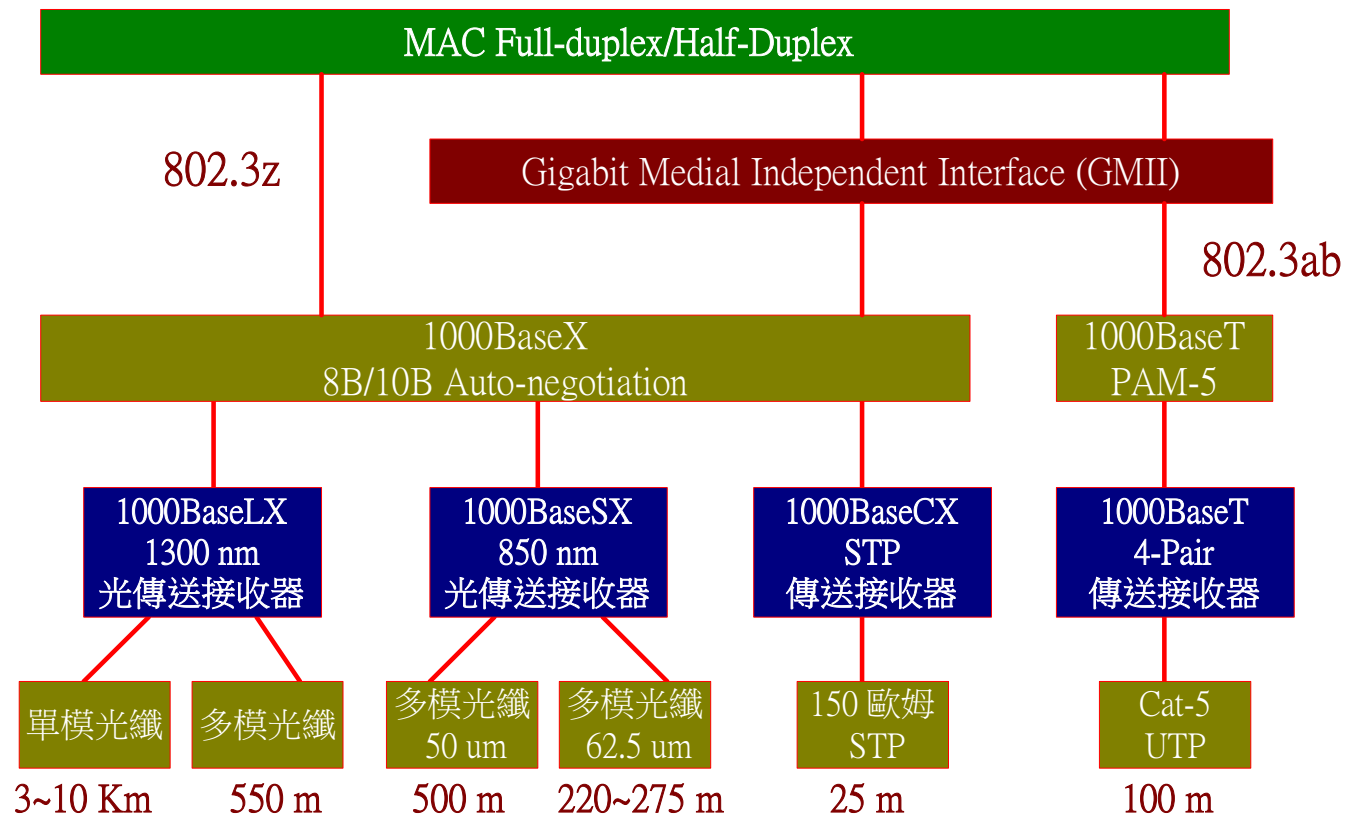 MAC Full-duplex/Half-Duplex
802.3z
Gigabit Medial Independent Interface (GMII)
802.3ab
1000BaseX
8B/10B Auto-negotiation
1000BaseT
PAM-5
1000BaseLX
1300 nm
光傳送接收器
1000BaseSX
850 nm
光傳送接收器
1000BaseCX
STP
傳送接收器
1000BaseT
4-Pair
傳送接收器
單模光纖
多模光纖
多模光纖
50 um
多模光纖
62.5 um
150 歐姆
STP
Cat-5
UTP
3~10 Km
550 m
500 m
220~275 m
25 m
100 m